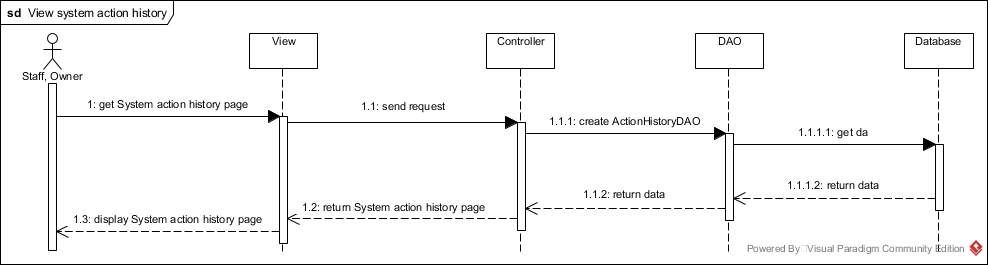 sd View system action history
View
Controller
DAO
Database
Staff, Owner
1: get System action history page
1.1: send request
1.1.1: create ActionHistoryDAO
1.1.1.1: get da
1.1.1.2: return data
1.1.2: return data
1.2: return System action history page
1.3: display System action history page
Powered By Visual Paradigm Community Edition